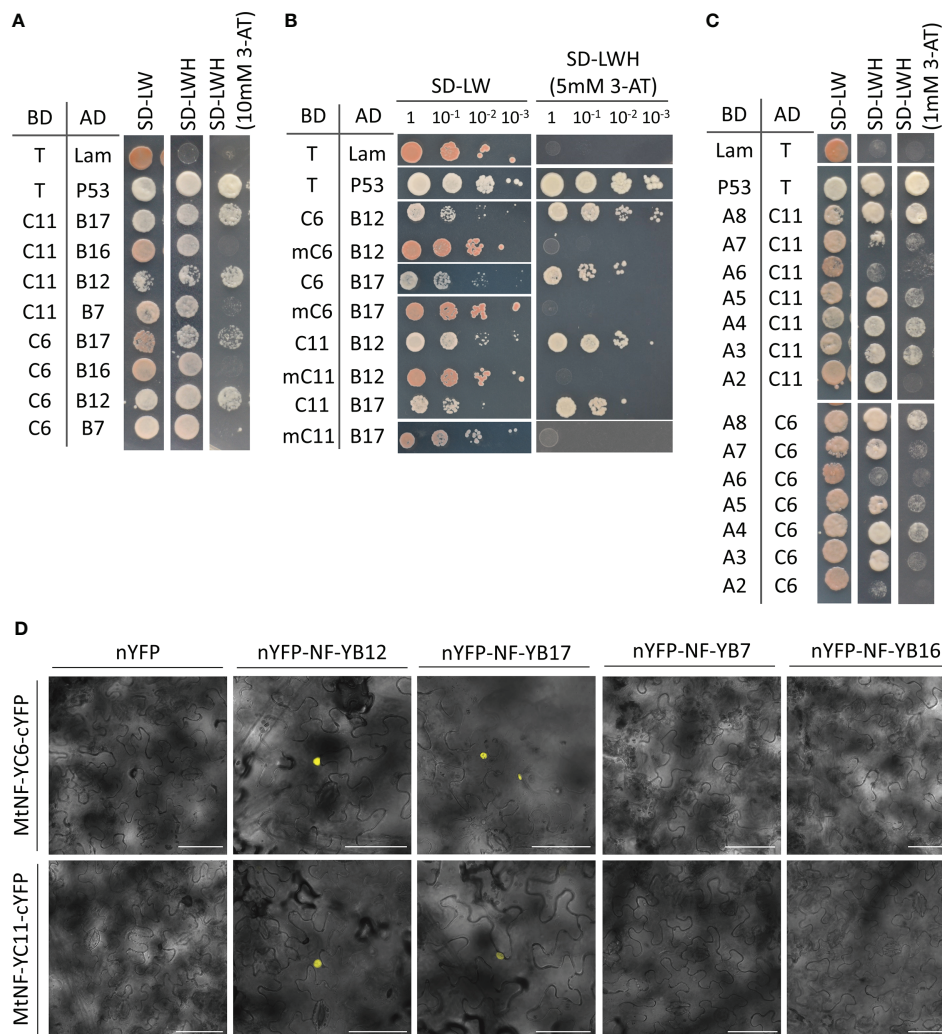 A
BD AD SD-LW SD-LWH SD-LWH (10mM 3-AT)
T Lam
T P53
C11 B17
C11 B16
C11 B12
C11 B7
C6 B17
C6 B16
C6 B12
C6 B7
B
SD-LW SD-LWH (5mM 3-AT)
BD AD 1 10⁻¹ 10⁻² 10⁻³ 1 10⁻¹ 10⁻² 10⁻³
T Lam
T P53
C6 B12
mC6 B12
C6 B17
mC6 B17
C11 B12
mC11 B12
C11 B17
mC11 B17
C
BD AD SD-LW SD-LWH SD-LWH (1mM 3-AT)
Lam T
P53 T
A8 C11
A7 C11
A6 C11
A5 C11
A4 C11
A3 C11
A2 C11
A8 C6
A7 C6
A6 C6
A5 C6
A4 C6
A3 C6
A2 C6
D
nYFP nYFP-NF-YB12 nYFP-NF-YB17 nYFP-NF-YB7 nYFP-NF-YB16
MtNF-YC6-cYFP
MtNF-YC11-cYFP